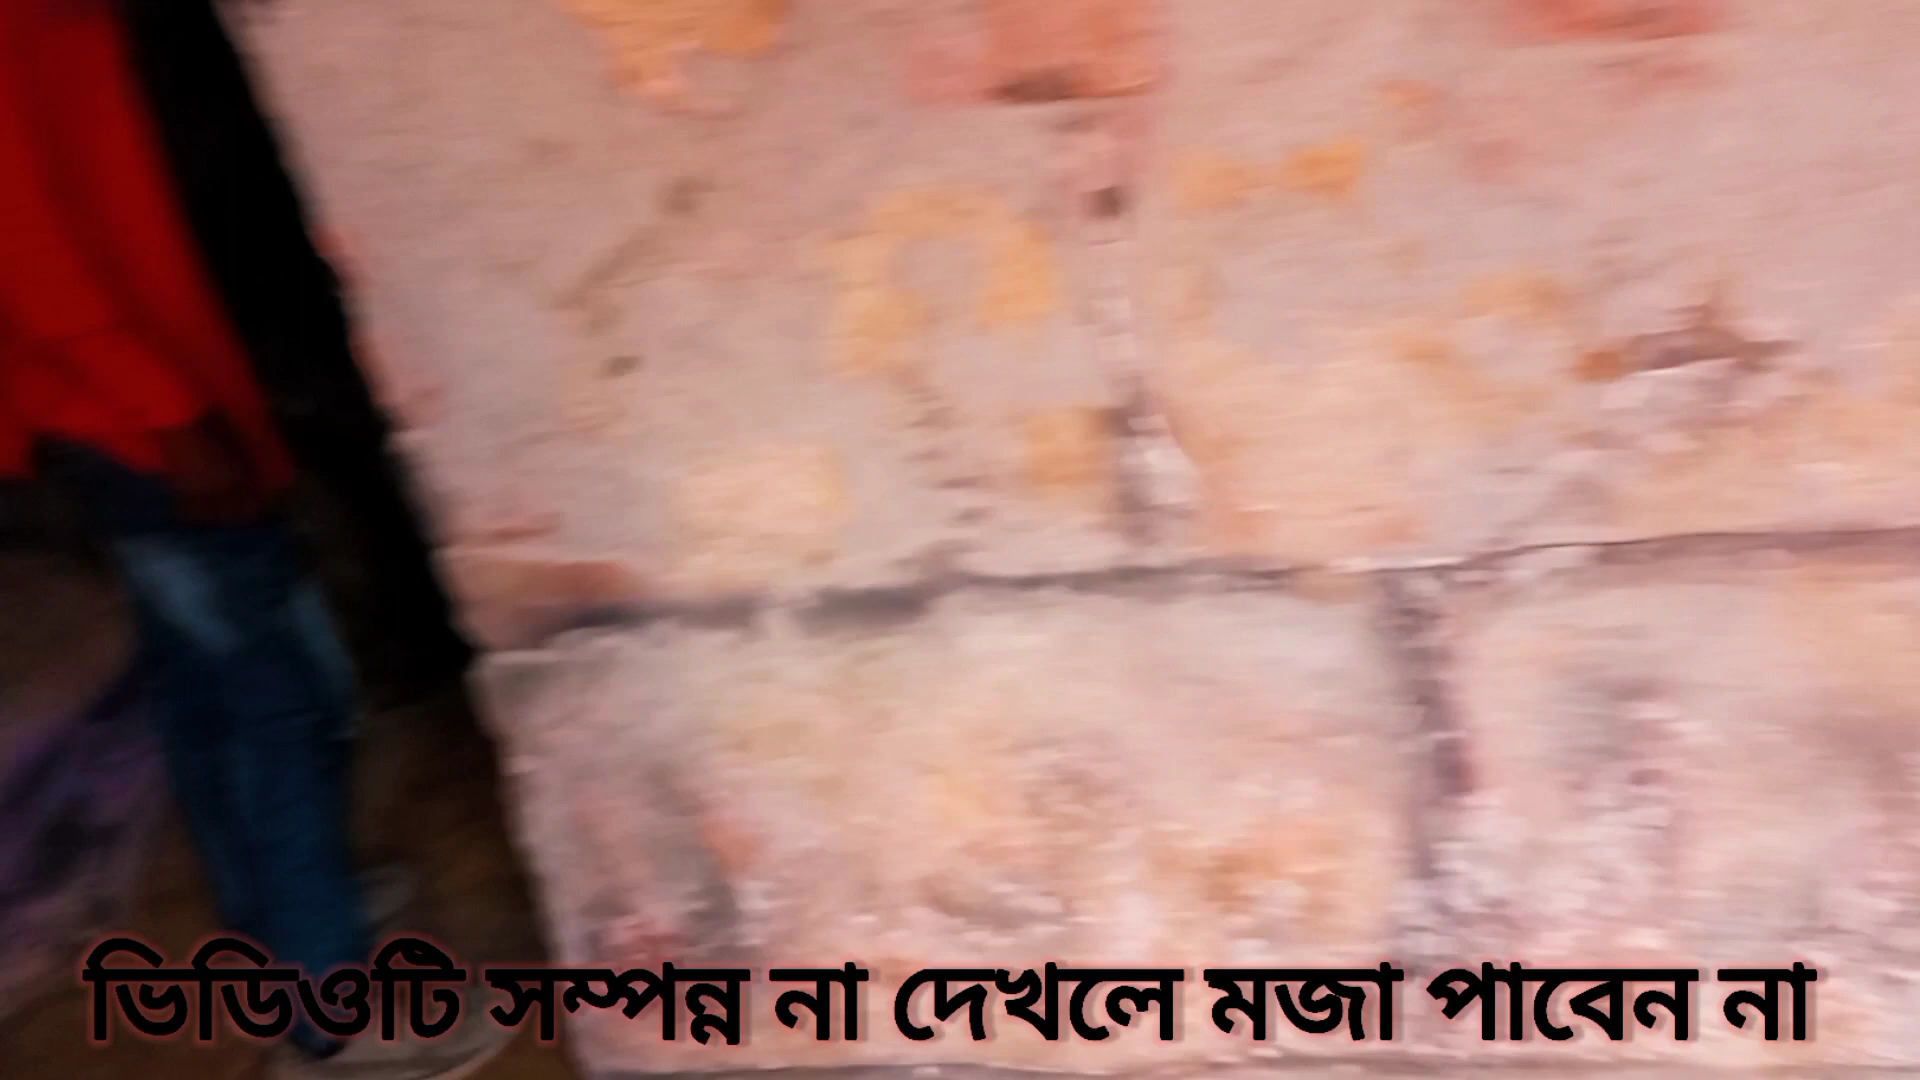 ভিডিওটি সম্পন্ন না দেখলে মজা পাবেন না